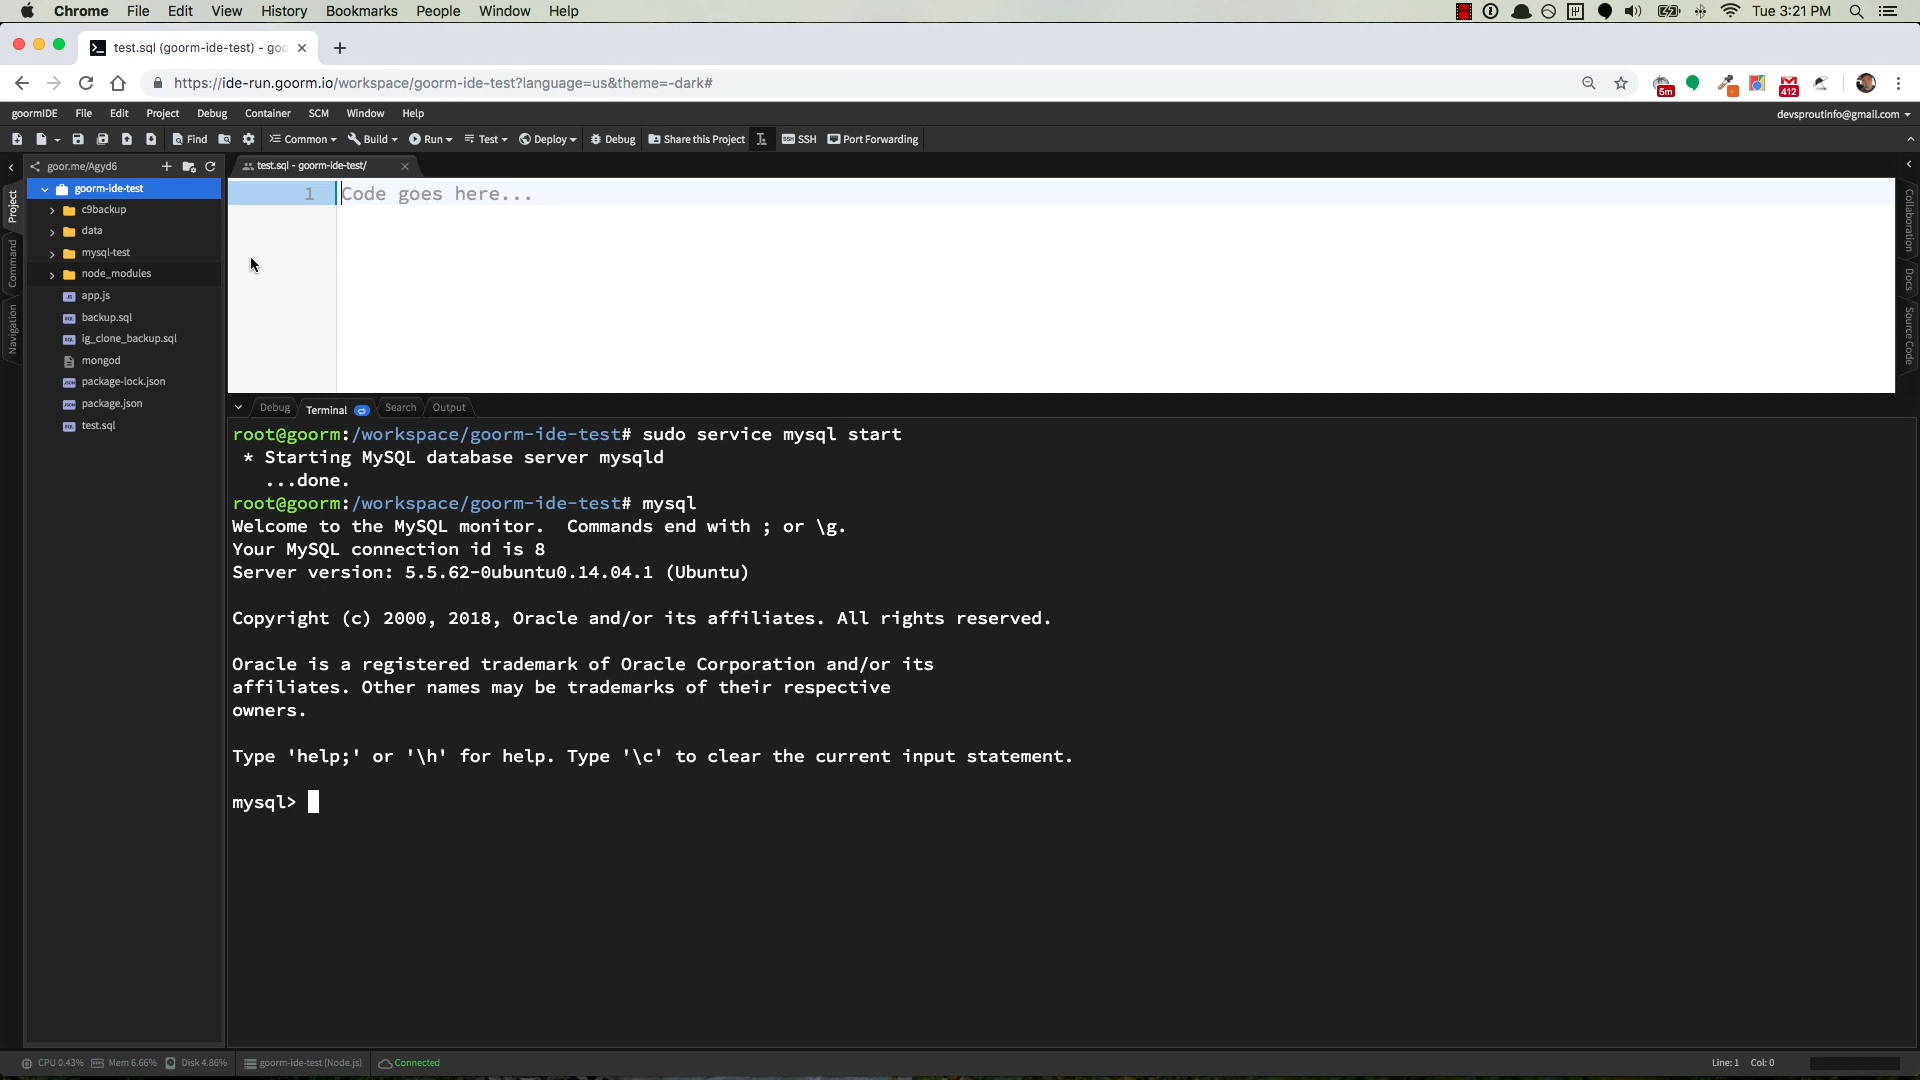 Chrome File Edit View History Bookmarks People Window Help Tue 3:21 PM
test.sql (goorm-ide-test) - goo
https://ide-run.goorm.io/workspace/goorm-ide-test?language=us&theme=-dark#
5m 412
goormIDE File Edit Project Debug Container SCM Window Help devsproutinfo@gmail.com
Find Common Build Run Test Deploy Debug Share this Project SSH Port Forwarding
goor.me/Agyd6
test.sql - goorm-ide-test/
Project
Command
Navigation
goorm-ide-test
c9backup
data
mysql-test
node_modules
app.js
backup.sql
ig_clone_backup.sql
mongod
package-lock.json
package.json
test.sql
1 Code goes here...
Collaboration
Docs
Source Code
Debug Terminal Search Output
root@goorm:/workspace/goorm-ide-test# sudo service mysql start
* Starting MySQL database server mysqld
...done.
root@goorm:/workspace/goorm-ide-test# mysql
Welcome to the MySQL monitor.  Commands end with ; or \g.
Your MySQL connection id is 8
Server version: 5.5.62-0ubuntu0.14.04.1 (Ubuntu)
Copyright (c) 2000, 2018, Oracle and/or its affiliates. All rights reserved.
Oracle is a registered trademark of Oracle Corporation and/or its
affiliates. Other names may be trademarks of their respective
owners.
Type 'help;' or '\h' for help. Type '\c' to clear the current input statement.
mysql>
CPU 0.43% Mem 6.66% Disk 4.86% goorm-ide-test (Node.js) Connected Line: 1 Col: 0